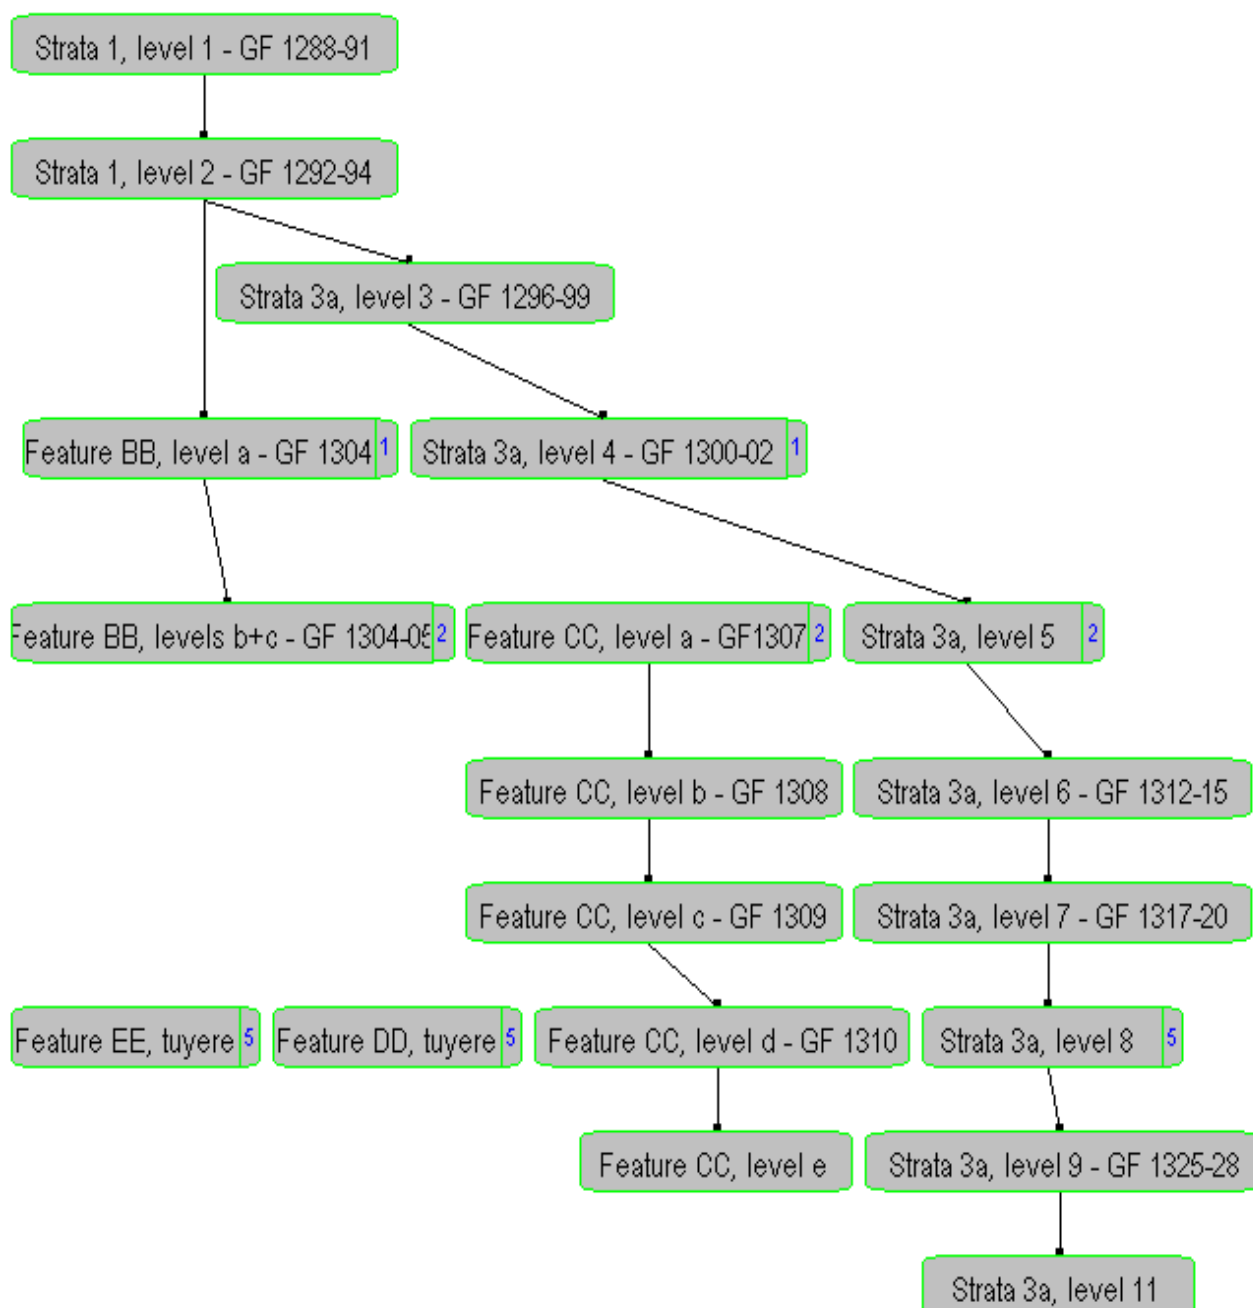 Strata 1, level 1 - GF 1288-91
Strata 1, level 2 - GF 1292-94
Strata 3a, level 3 - GF 1296-99
Feature BB, level a - GF 1304 1
Strata 3a, level 4 - GF 1300-02 1
Feature BB, levels b+c - GF 1304-05 2
Feature CC, level a - GF1307 2
Strata 3a, level 5 2
Feature CC, level b - GF 1308
Strata 3a, level 6 - GF 1312-15
Feature CC, level c - GF 1309
Strata 3a, level 7 - GF 1317-20
Feature EE, tuyere 5
Feature DD, tuyere 5
Feature CC, level d - GF 1310
Strata 3a, level 8 5
Feature CC, level e
Strata 3a, level 9 - GF 1325-28
Strata 3a, level 11